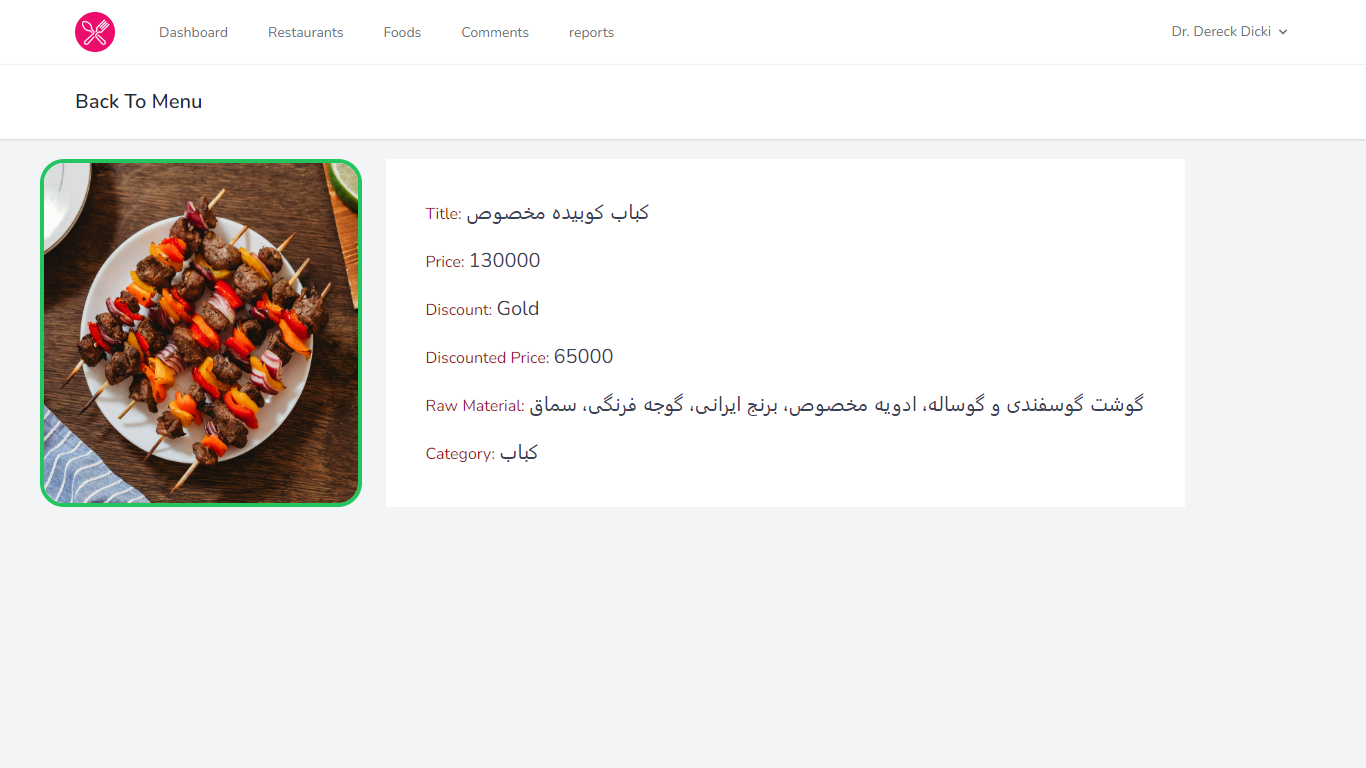 Dashboard Restaurants Foods Comments reports Dr. Dereck Dicki
Back To Menu
Title: کباب کوبیده مخصوص
Price: 130000
Discount: Gold
Discounted Price: 65000
Raw Material: گوشت گوسفندی و گوساله، ادویه مخصوص، برنج ایرانی، گوجه فرنگی، سماق
Category: کباب